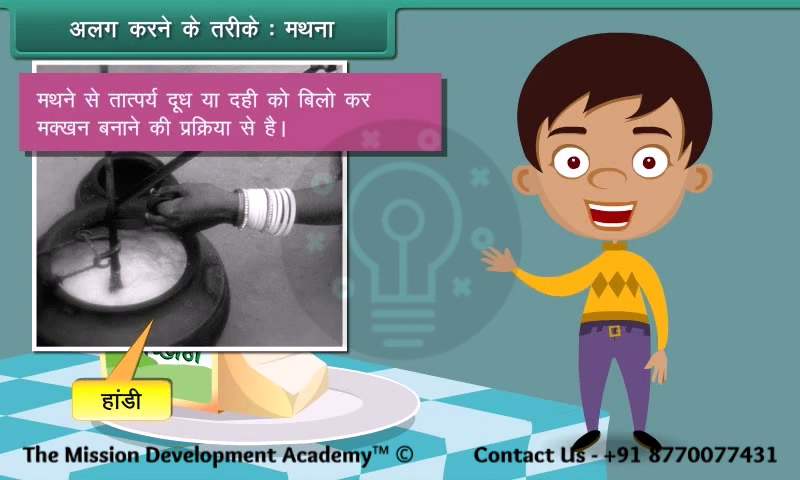 अलग करने के तरीके : मथना
मथने से तात्पर्य दूध या दही को बिलो कर
मक्खन बनाने की प्रक्रिया से है।
हांडी
The Mission Development Academy™ ©
Contact Us - +91 8770077431